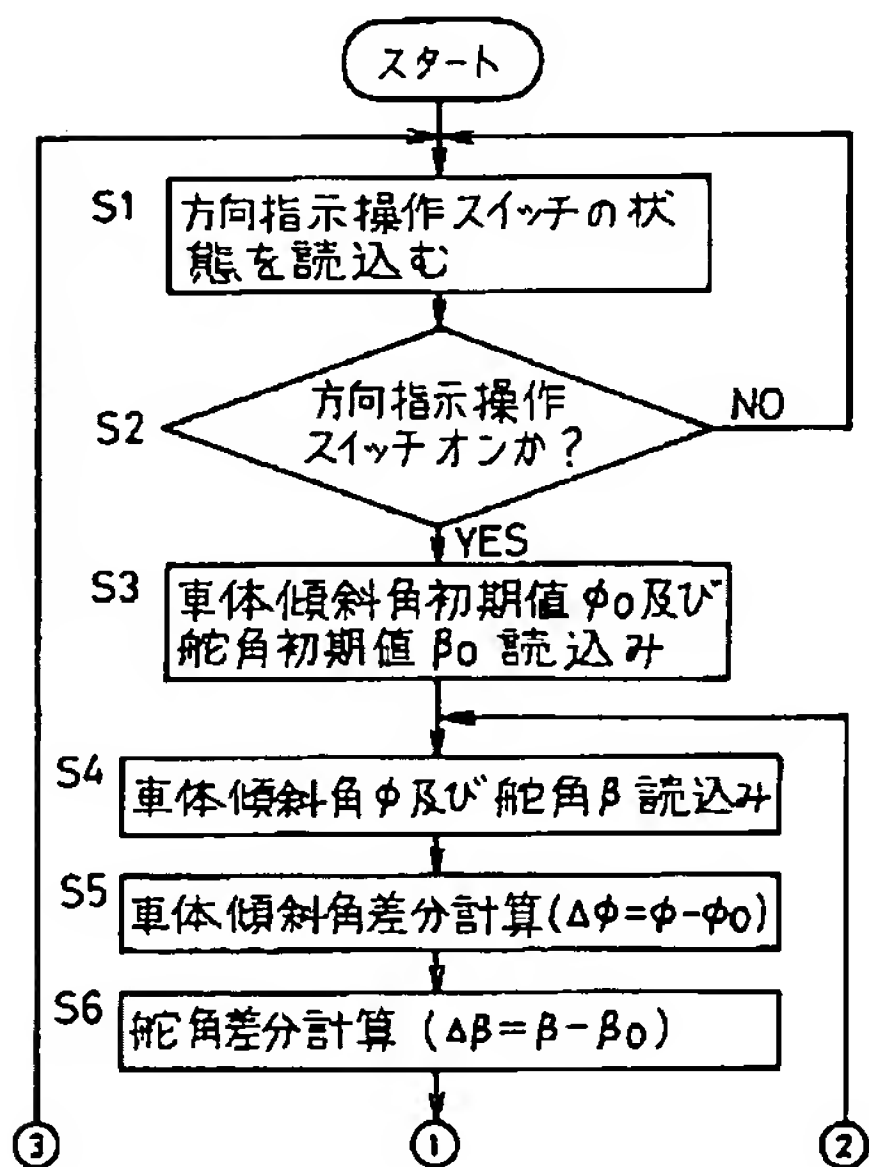 スタート
S1
方向指示操作スイッチの状
態を読込む
S2
方向指示操作
スイッチオンか?
NO
YES
S3
車体傾斜角初期値φ0及び
舵角初期値β0読込み
S4
車体傾斜角φ及び舵角β読込み
S5
車体傾斜角差分計算(Δφ=φ-φ0)
S6
舵角差分計算(Δβ=β-β0)
③
①
②